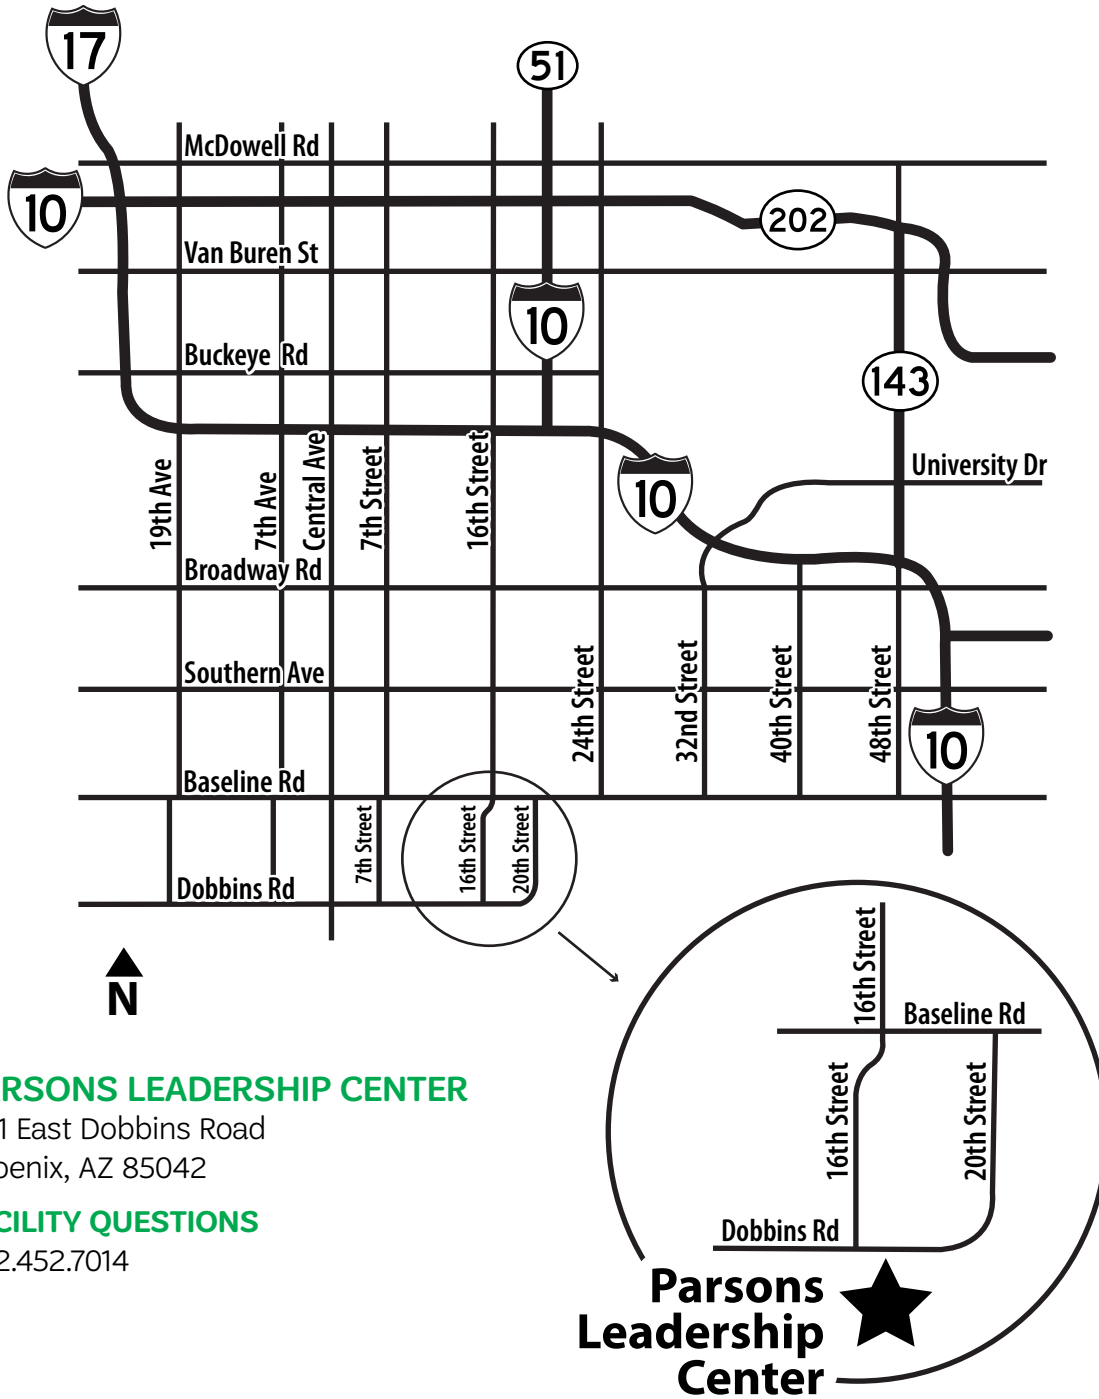 17
51
McDowell Rd
10
202
Van Buren St
10
Buckeye Rd
143
University Dr
19th Ave
7th Ave
Central Ave
7th Street
16th Street
10
Broadway Rd
Southern Ave
24th Street
32nd Street
40th Street
48th Street
10
Baseline Rd
7th Street
16th Street
20th Street
Dobbins Rd
N
16th Street
Baseline Rd
16th Street
20th Street
Dobbins Rd
Parsons
Leadership
Center
ARSONS LEADERSHIP CENTER
1 East Dobbins Road
oenix, AZ 85042
CILITY QUESTIONS
2.452.7014